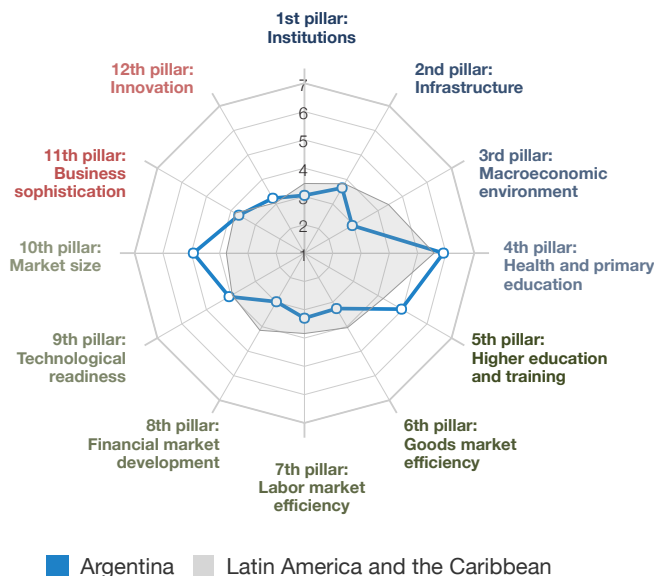 1st pillar:
Institutions
2nd pillar:
Infrastructure
3rd pillar:
Macroeconomic
environment
4th pillar:
Health and primary
education
5th pillar:
Higher education
and training
6th pillar:
Goods market
efficiency
7th pillar:
Labor market
efficiency
8th pillar:
Financial market
development
9th pillar:
Technological
readiness
10th pillar:
Market size
11th pillar:
Business
sophistication
12th pillar:
Innovation
7
6
5
4
3
2
1
Argentina
Latin America and the Caribbean